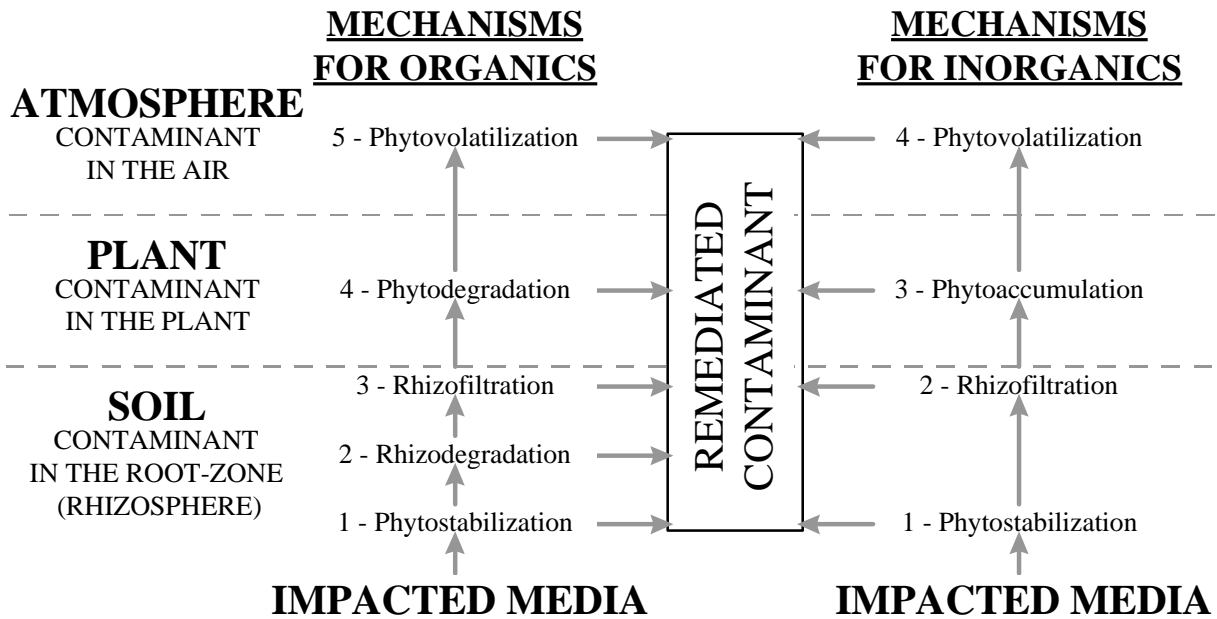 MECHANISMS
FOR ORGANICS
MECHANISMS
FOR INORGANICS
ATMOSPHERE
CONTAMINANT
IN THE AIR
5 - Phytovolatilization
4 - Phytovolatilization
PLANT
CONTAMINANT
IN THE PLANT
4 - Phytodegradation
3 - Phytoaccumulation
SOIL
CONTAMINANT
IN THE ROOT-ZONE
(RHIZOSPHERE)
3 - Rhizofiltration
2 - Rhizodegradation
1 - Phytostabilization
2 - Rhizofiltration
1 - Phytostabilization
REMEDIATED
CONTAMINANT
IMPACTED MEDIA
IMPACTED MEDIA